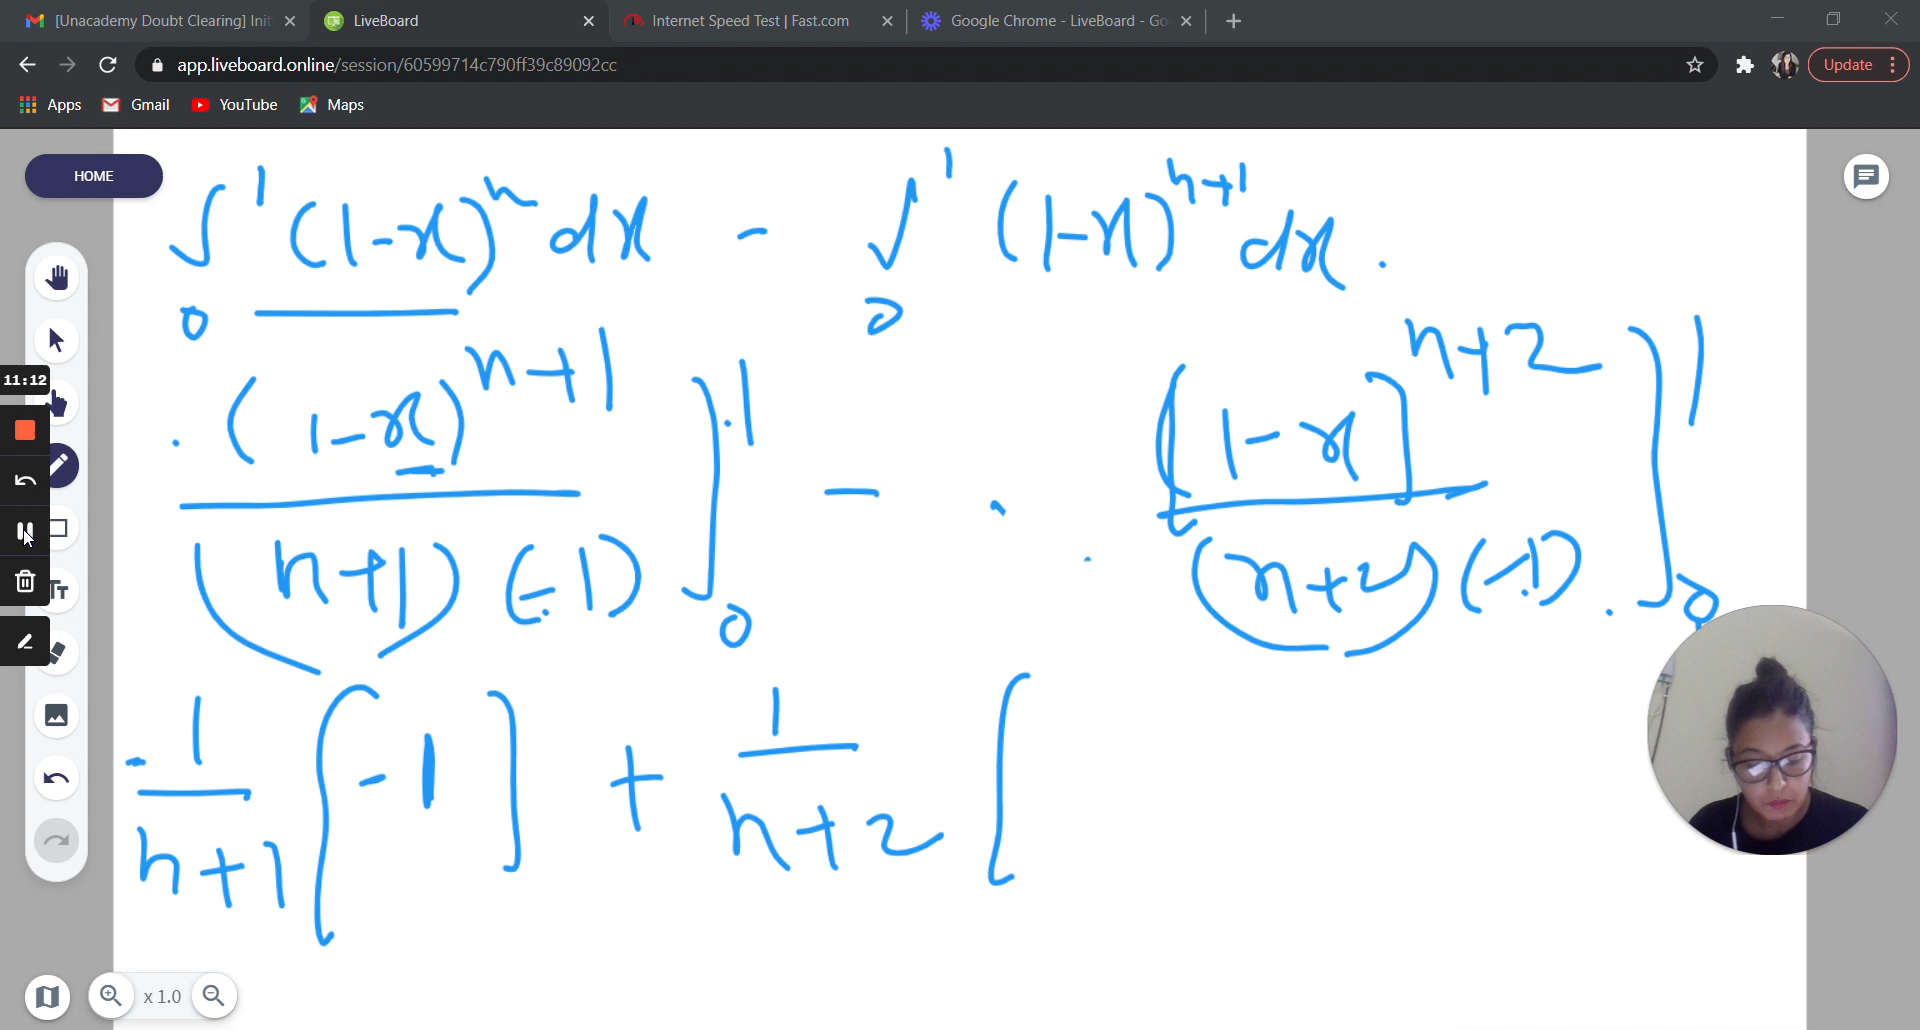 [Unacademy Doubt Clearing] Init
LiveBoard
Internet Speed Test | Fast.com
Google Chrome - LiveBoard - Go
app.liveboard.online/session/60599714c790ff39c89092cc
Update
Apps Gmail YouTube Maps
HOME
∫₀¹ (1-x)ⁿ dx - ∫₀¹ (1-x)ⁿ⁺¹ dx.
11:12
(1-x)ⁿ⁺¹ / (n+1)(-1) ]₀¹ - [1-x]ⁿ⁺² / (n+2)(-1) ]₀¹
Tт
-1/n+1 [ -1 ] + 1/n+2 [
x 1.0